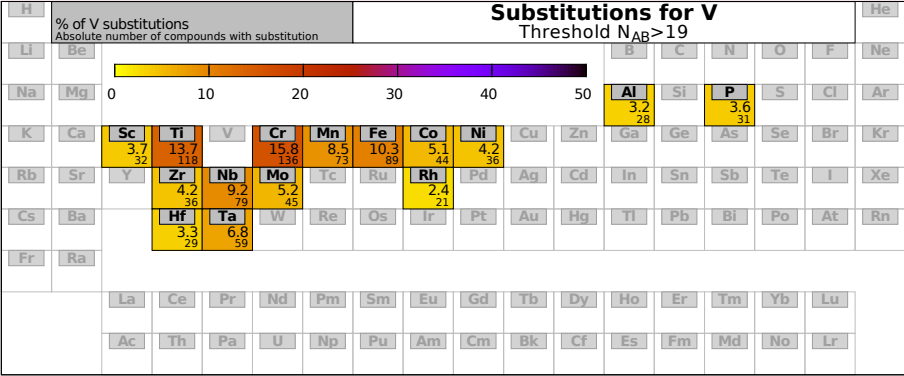 H
% of V substitutions
Absolute number of compounds with substitution
Substitutions for V
Threshold N_AB>19
He
Li Be B C N O F Ne
0 10 20 30 40 50
Na Mg Al Si P S Cl Ar
3.2 3.6
28 31
K Ca Sc Ti V Cr Mn Fe Co Ni Cu Zn Ga Ge As Se Br Kr
3.7 13.7 15.8 8.5 10.3 5.1 4.2
32 118 136 73 89 44 36
Rb Sr Y Zr Nb Mo Tc Ru Rh Pd Ag Cd In Sn Sb Te I Xe
4.2 9.2 5.2 2.4
36 79 45 21
Cs Ba Hf Ta W Re Os Ir Pt Au Hg Tl Pb Bi Po At Rn
3.3 6.8
29 59
Fr Ra
La Ce Pr Nd Pm Sm Eu Gd Tb Dy Ho Er Tm Yb Lu
Ac Th Pa U Np Pu Am Cm Bk Cf Es Fm Md No Lr